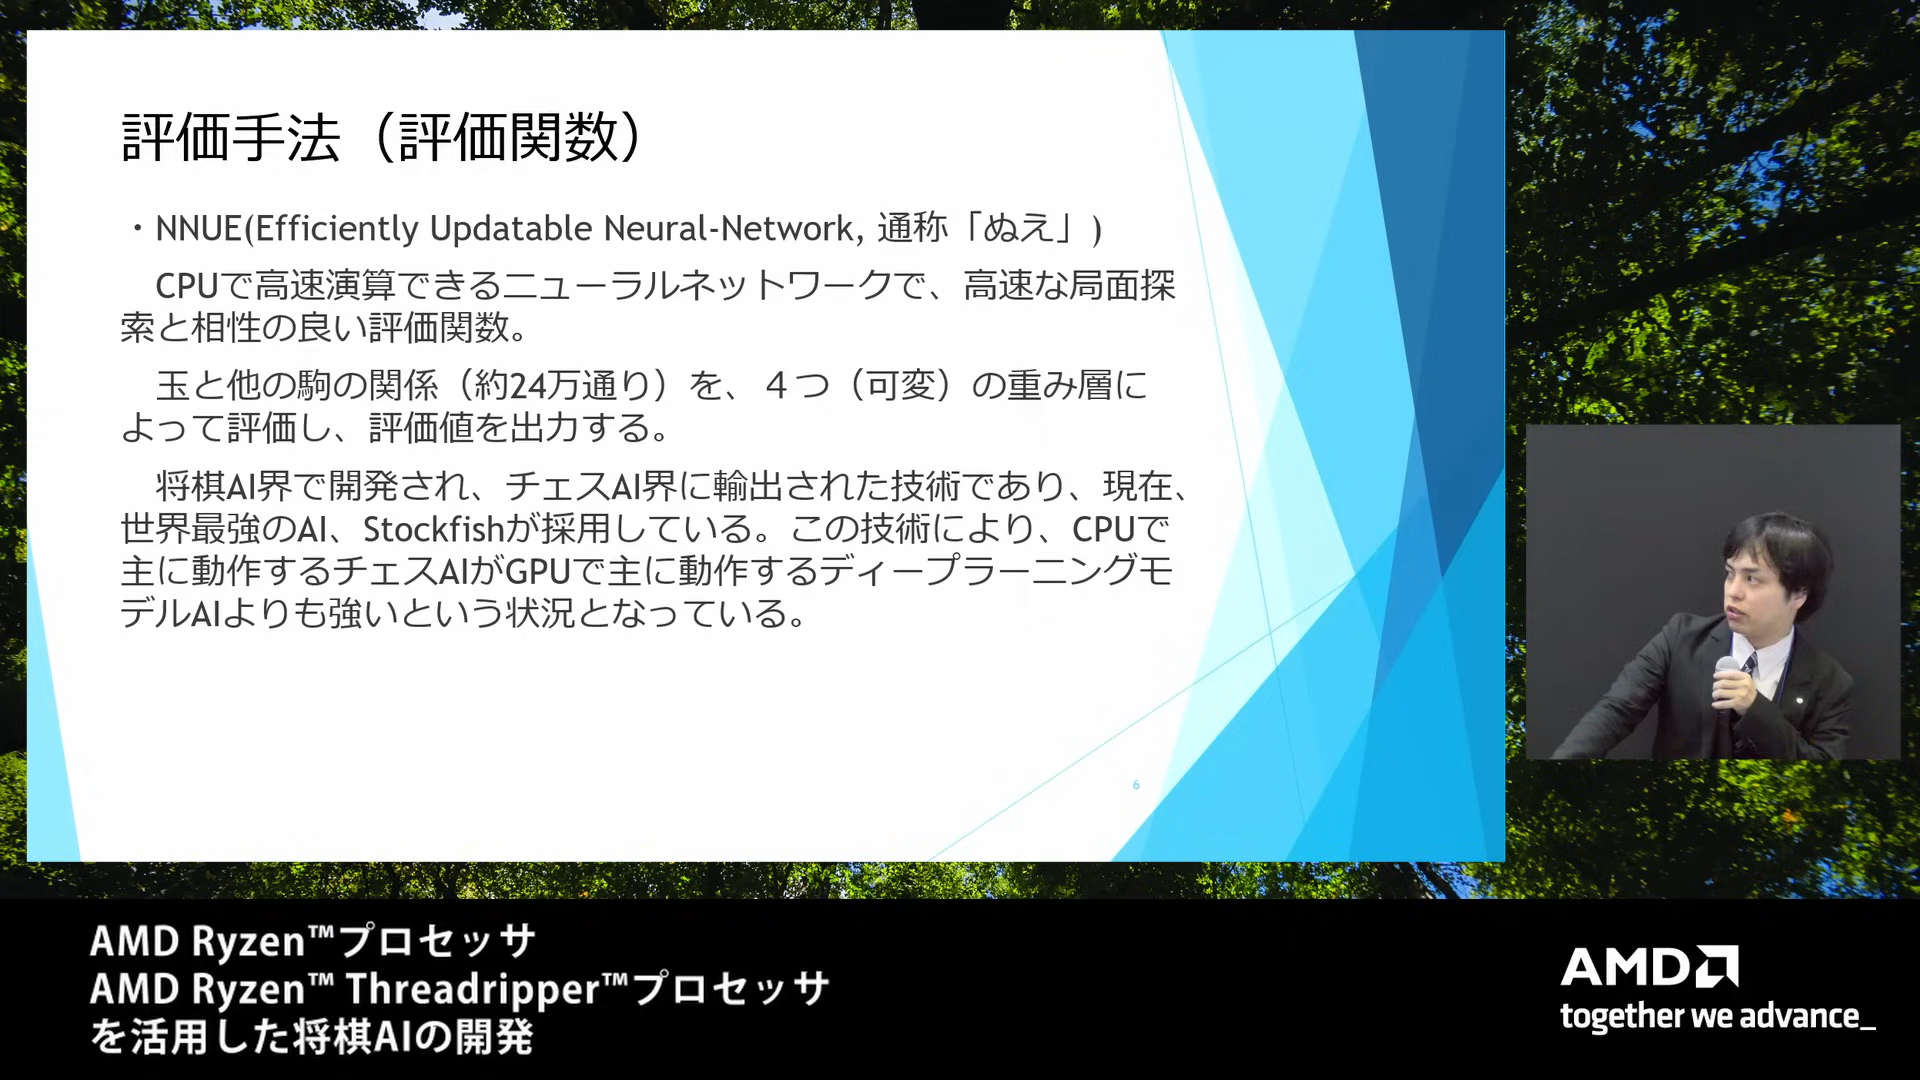 評価手法（評価関数）
・NNUE(Efficiently Updatable Neural-Network, 通称「ぬえ」)
CPUで高速演算できるニューラルネットワークで、高速な局面探
索と相性の良い評価関数。
玉と他の駒の関係（約24万通り）を、４つ（可変）の重み層に
よって評価し、評価値を出力する。
将棋AI界で開発され、チェスAI界に輸出された技術であり、現在、
世界最強のAI、Stockfishが採用している。この技術により、CPUで
主に動作するチェスAIがGPUで主に動作するディープラーニングモ
デルAIよりも強いという状況となっている。
6
AMD Ryzen™プロセッサ
AMD Ryzen™ Threadripper™プロセッサ
を活用した将棋AIの開発
AMD
together we advance_